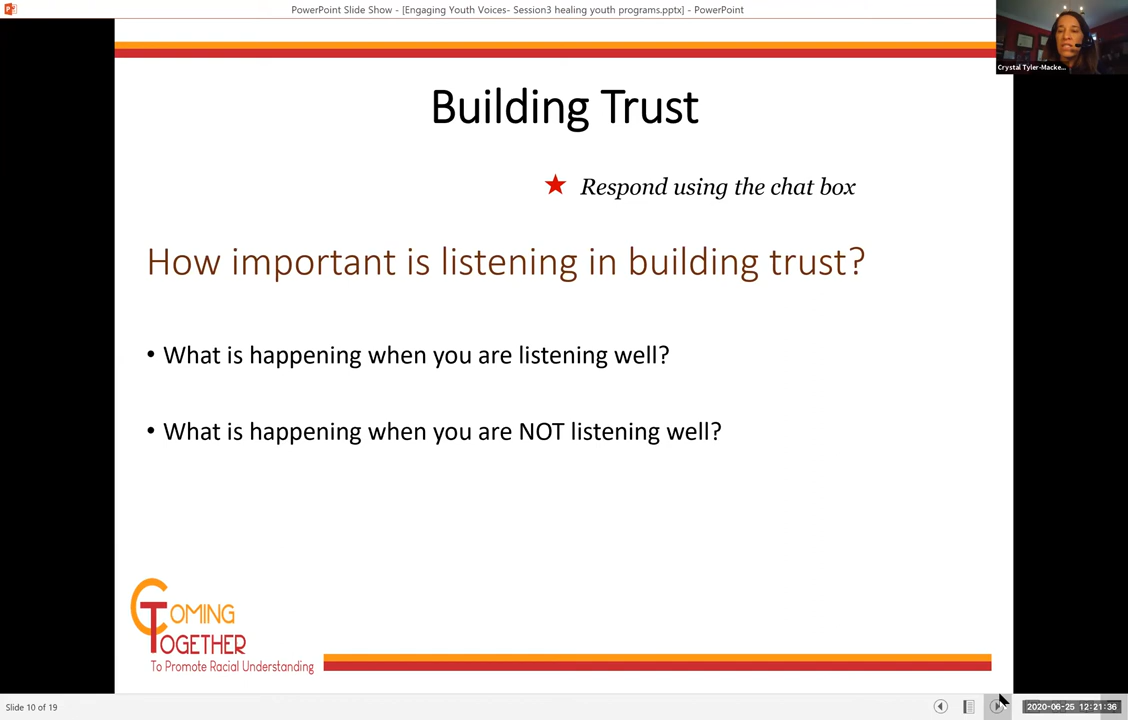 PowerPoint Slide Show - [Engaging Youth Voices- Session3 healing youth programs.pptx] - PowerPoint
Crystal Tyler-Macke...
Building Trust
Respond using the chat box
How important is listening in building trust?
• What is happening when you are listening well?
• What is happening when you are NOT listening well?
COMING
TOGETHER
To Promote Racial Understanding
Slide 10 of 19
2020-06-25 12:21:36